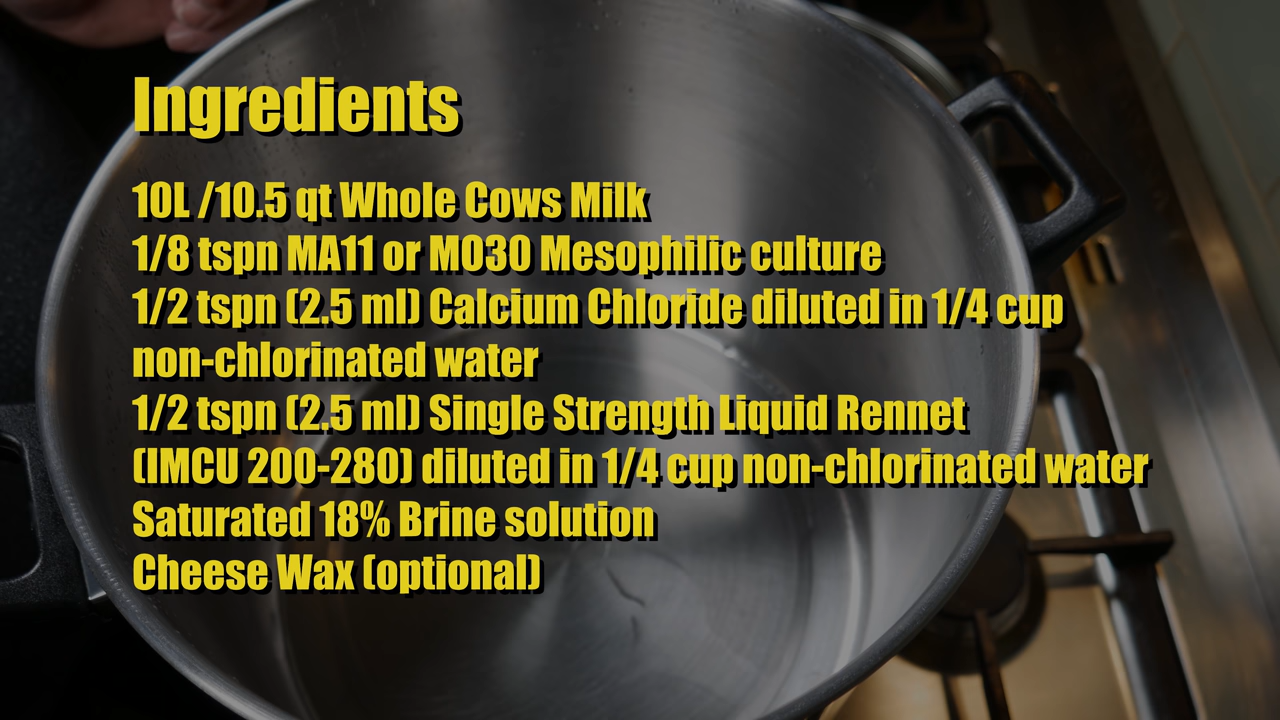 Ingredients
10L /10.5 qt Whole Cows Milk
1/8 tspn MA11 or MO30 Mesophilic culture
1/2 tspn (2.5 ml) Calcium Chloride diluted in 1/4 cup
non-chlorinated water
1/2 tspn (2.5 ml) Single Strength Liquid Rennet
(IMCU 200-280) diluted in 1/4 cup non-chlorinated water
Saturated 18% Brine solution
Cheese Wax (optional)